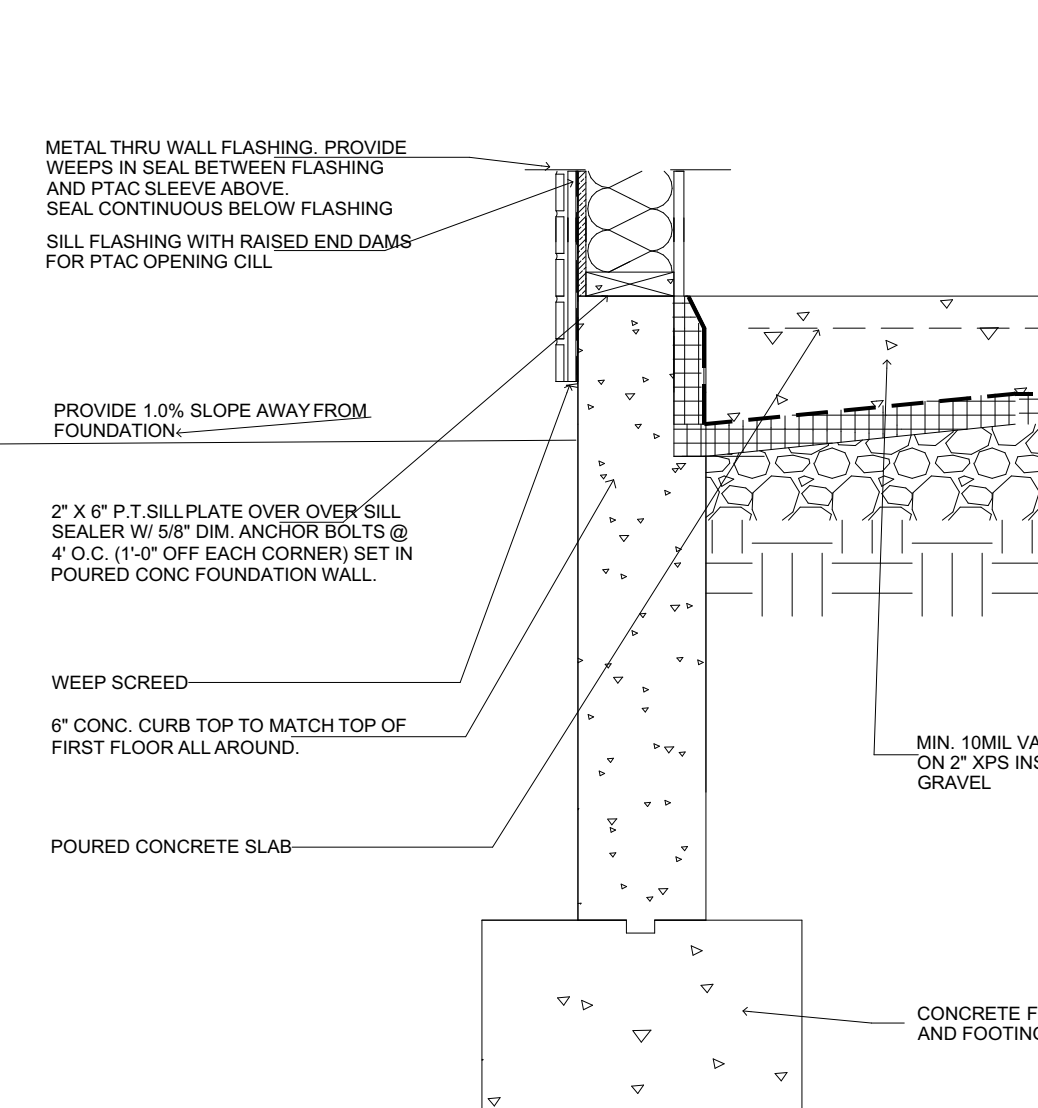 METAL THRU WALL FLASHING. PROVIDE
WEEPS IN SEAL BETWEEN FLASHING
AND PTAC SLEEVE ABOVE.
SEAL CONTINUOUS BELOW FLASHING
SILL FLASHING WITH RAISED END DAMS
FOR PTAC OPENING CILL
PROVIDE 1.0% SLOPE AWAY FROM
FOUNDATION
2" X 6" P.T.SILL PLATE OVER OVER SILL
SEALER W/ 5/8" DIM. ANCHOR BOLTS @
4' O.C. (1'-0" OFF EACH CORNER) SET IN
POURED CONC FOUNDATION WALL.
WEEP SCREED
6" CONC. CURB TOP TO MATCH TOP OF
FIRST FLOOR ALL AROUND.
POURED CONCRETE SLAB
MIN. 10MIL VA
ON 2" XPS INS
GRAVEL
CONCRETE F
AND FOOTING